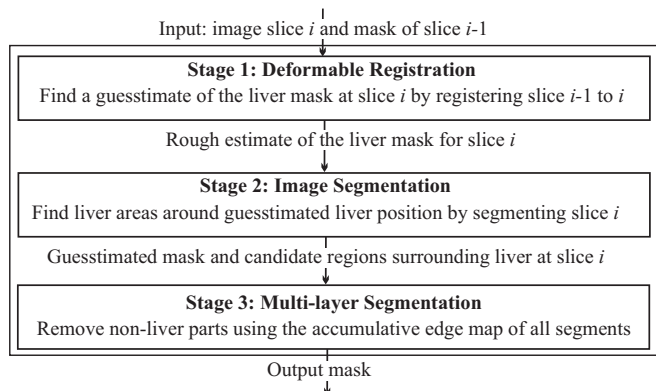 Input: image slice i and mask of slice i-1
Stage 1: Deformable Registration
Find a guesstimate of the liver mask at slice i by registering slice i-1 to i
Rough estimate of the liver mask for slice i
Stage 2: Image Segmentation
Find liver areas around guesstimated liver position by segmenting slice i
Guesstimated mask and candidate regions surrounding liver at slice i
Stage 3: Multi-layer Segmentation
Remove non-liver parts using the accumulative edge map of all segments
Output mask